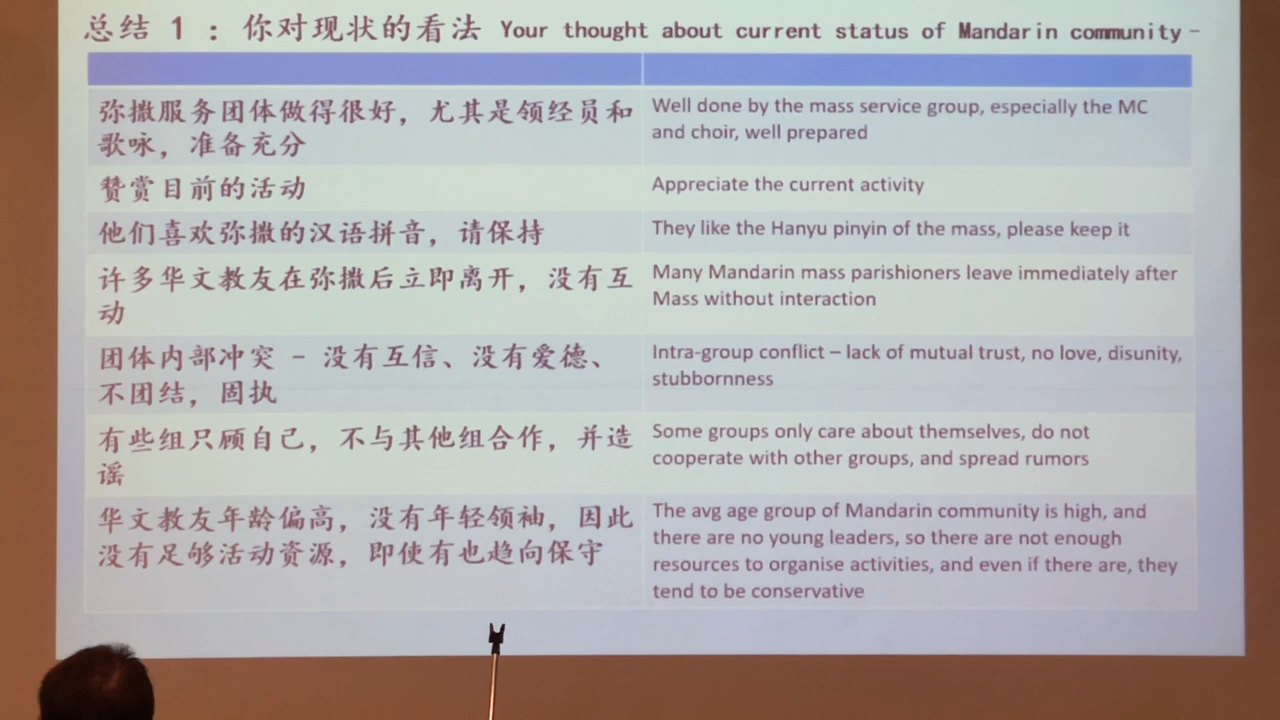 总结 1 ：你对现状的看法 Your thought about current status of Mandarin community -
弥撒服务团体做得很好，尤其是领经员和
歌咏，准备充分
Well done by the mass service group, especially the MC
and choir, well prepared
赞赏目前的活动
Appreciate the current activity
他们喜欢弥撒的汉语拼音，请保持
They like the Hanyu pinyin of the mass, please keep it
许多华文教友在弥撒后立即离开，没有互
动
Many Mandarin mass parishioners leave immediately after
Mass without interaction
团体内部冲突 - 没有互信、没有爱德、
不团结，固执
Intra-group conflict – lack of mutual trust, no love, disunity,
stubbornness
有些组只顾自己，不与其他组合作，并造
谣
Some groups only care about themselves, do not
cooperate with other groups, and spread rumors
华文教友年龄偏高，没有年轻领袖，因此
没有足够活动资源，即使有也趋向保守
The avg age group of Mandarin community is high, and
there are no young leaders, so there are not enough
resources to organise activities, and even if there are, they
tend to be conservative